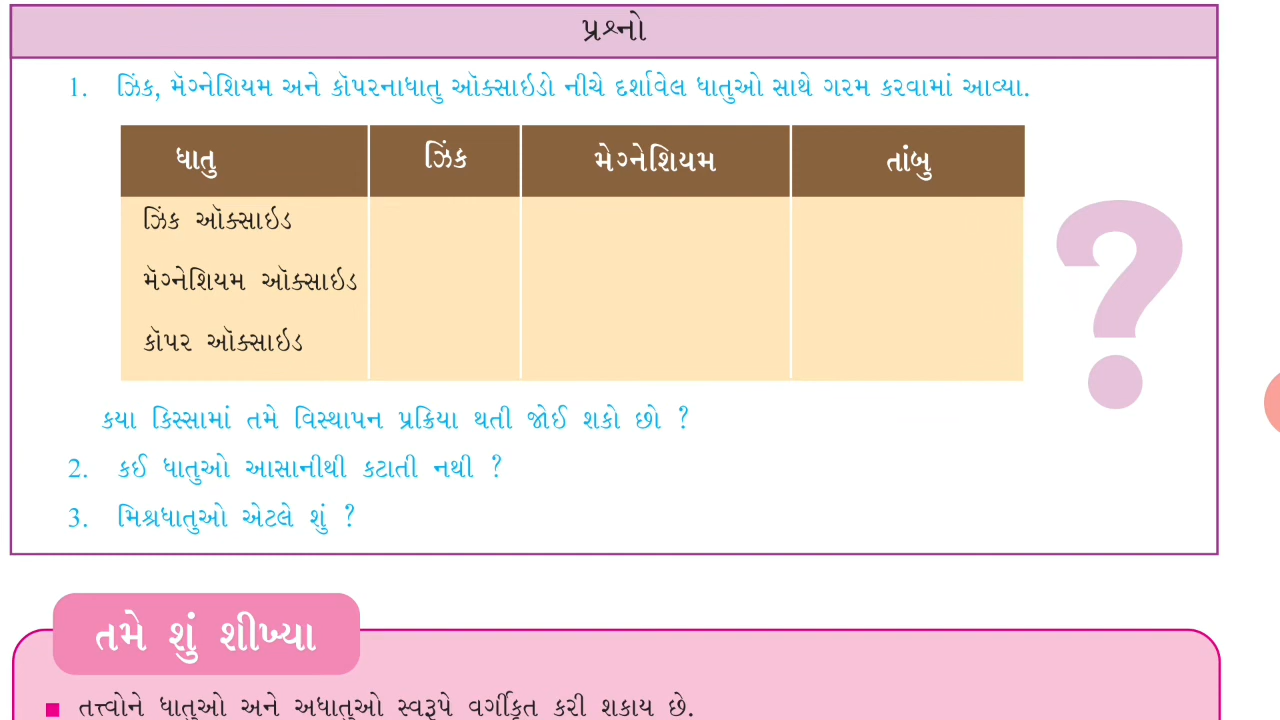 પ્રશ્નો
1. ઝિંક, મૅગ્નેશિયમ અને કૉપરનાધાતુ ઑક્સાઇડો નીચે દર્શાવેલ ધાતુઓ સાથે ગરમ કરવામાં આવ્યા.
ધાતુ ઝિંક મેગ્નેશિયમ તાંબુ
ઝિંક ઑક્સાઇડ
મૅગ્નેશિયમ ઑક્સાઇડ
કૉપર ઑક્સાઇડ
?
કયા કિસ્સામાં તમે વિસ્થાપન પ્રક્રિયા થતી જોઈ શકો છો ?
2. કઈ ધાતુઓ આસાનીથી કટાતી નથી ?
3. મિશ્રધાતુઓ એટલે શું ?
તમે શું શીખ્યા
તત્ત્વોને ધાતુઓ અને અધાતુઓ સ્વરૂપે વર્ગીકૃત કરી શકાય છે.